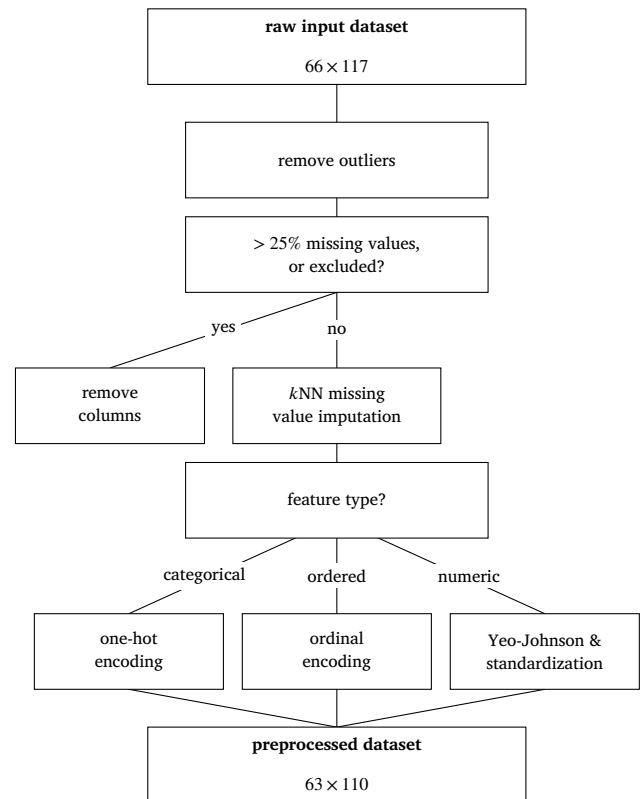 raw input dataset
66 × 117
remove outliers
> 25% missing values,
or excluded?
yes
no
remove
columns
kNN missing
value imputation
feature type?
categorical
ordered
numeric
one-hot
encoding
ordinal
encoding
Yeo-Johnson &
standardization
preprocessed dataset
63 × 110